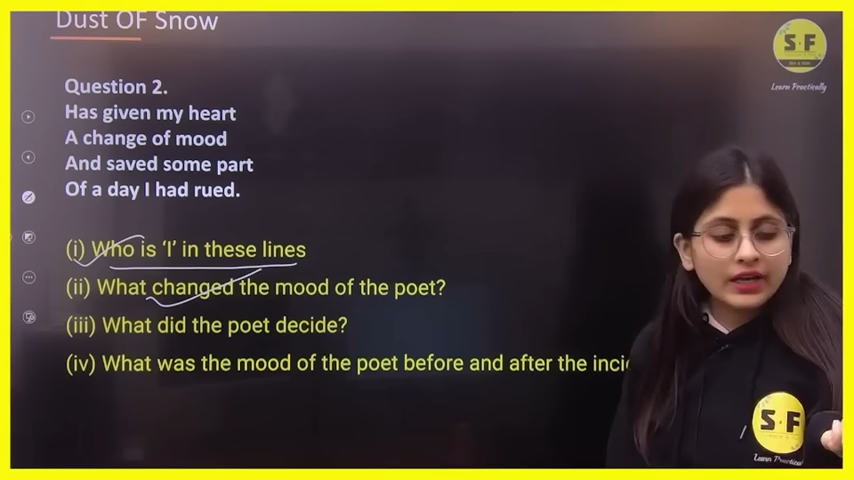 Dust OF Snow
S·F
Learn Practically
Question 2.
Has given my heart
A change of mood
And saved some part
Of a day I had rued.
(i) Who is 'I' in these lines
(ii) What changed the mood of the poet?
(iii) What did the poet decide?
(iv) What was the mood of the poet before and after the inci
S·F
Learn Practically